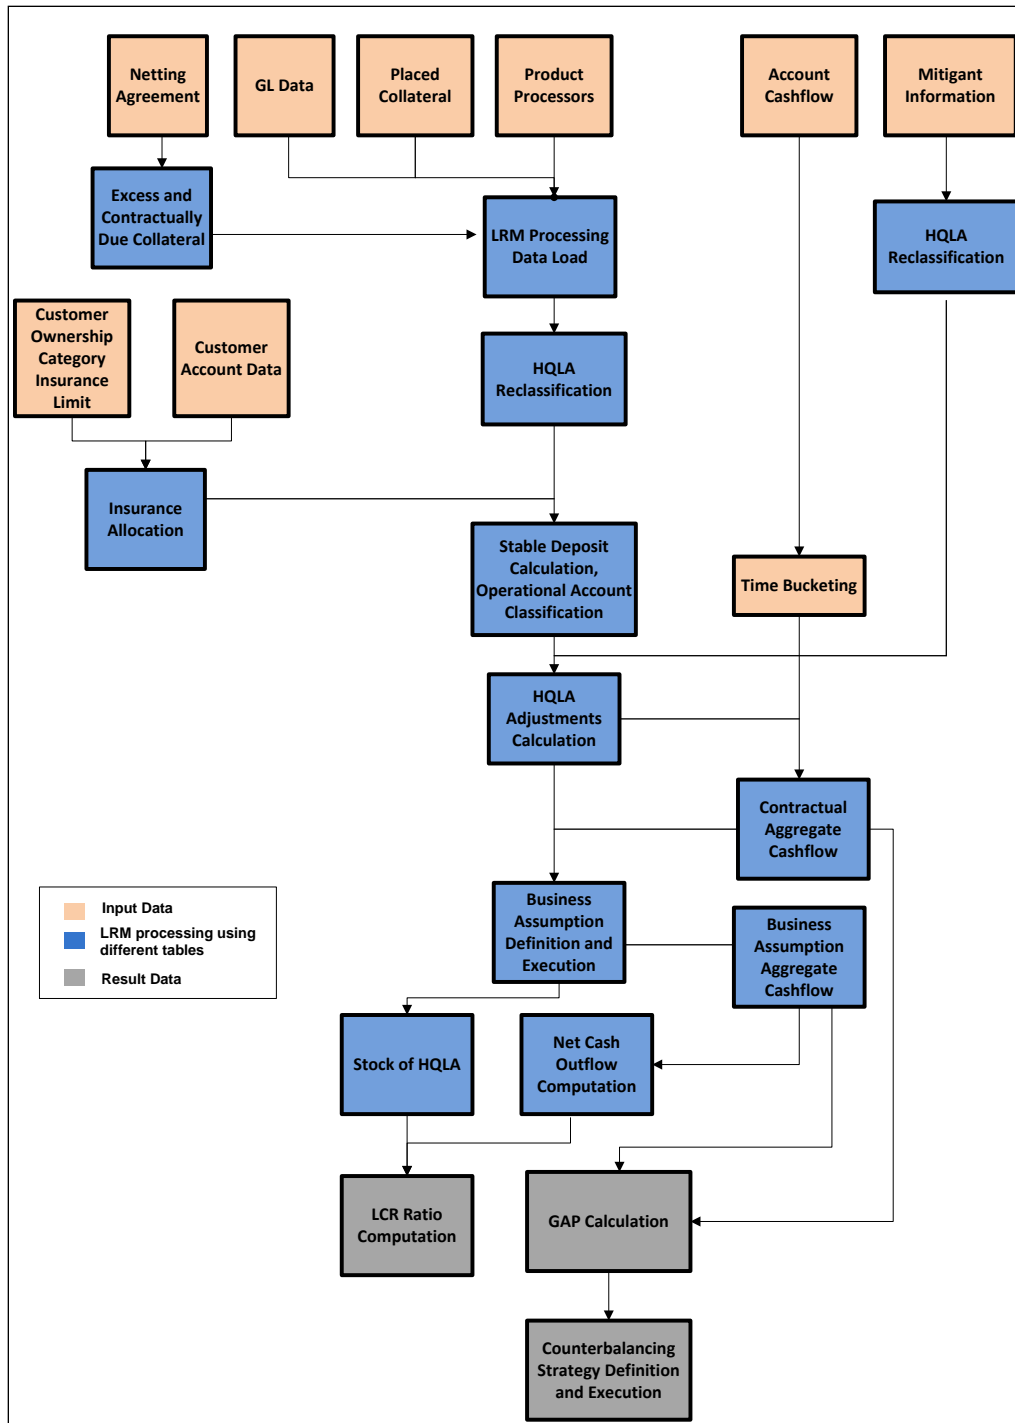 Netting
Agreement
GL Data
Placed
Collateral
Product
Processors
Account
Cashflow
Mitigant
Information
Excess and
Contractually
Due Collateral
LRM Processing
Data Load
HQLA
Reclassification
Customer
Ownership
Category
Insurance
Limit
Customer
Account Data
HQLA
Reclassification
Insurance
Allocation
Stable Deposit
Calculation,
Operational Account
Classification
Time Bucketing
HQLA
Adjustments
Calculation
Contractual
Aggregate
Cashflow
Business
Assumption
Definition and
Execution
Business
Assumption
Aggregate
Cashflow
Input Data
LRM processing using
different tables
Result Data
Stock of HQLA
Net Cash
Outflow
Computation
LCR Ratio
Computation
GAP Calculation
Counterbalancing
Strategy Definition
and Execution